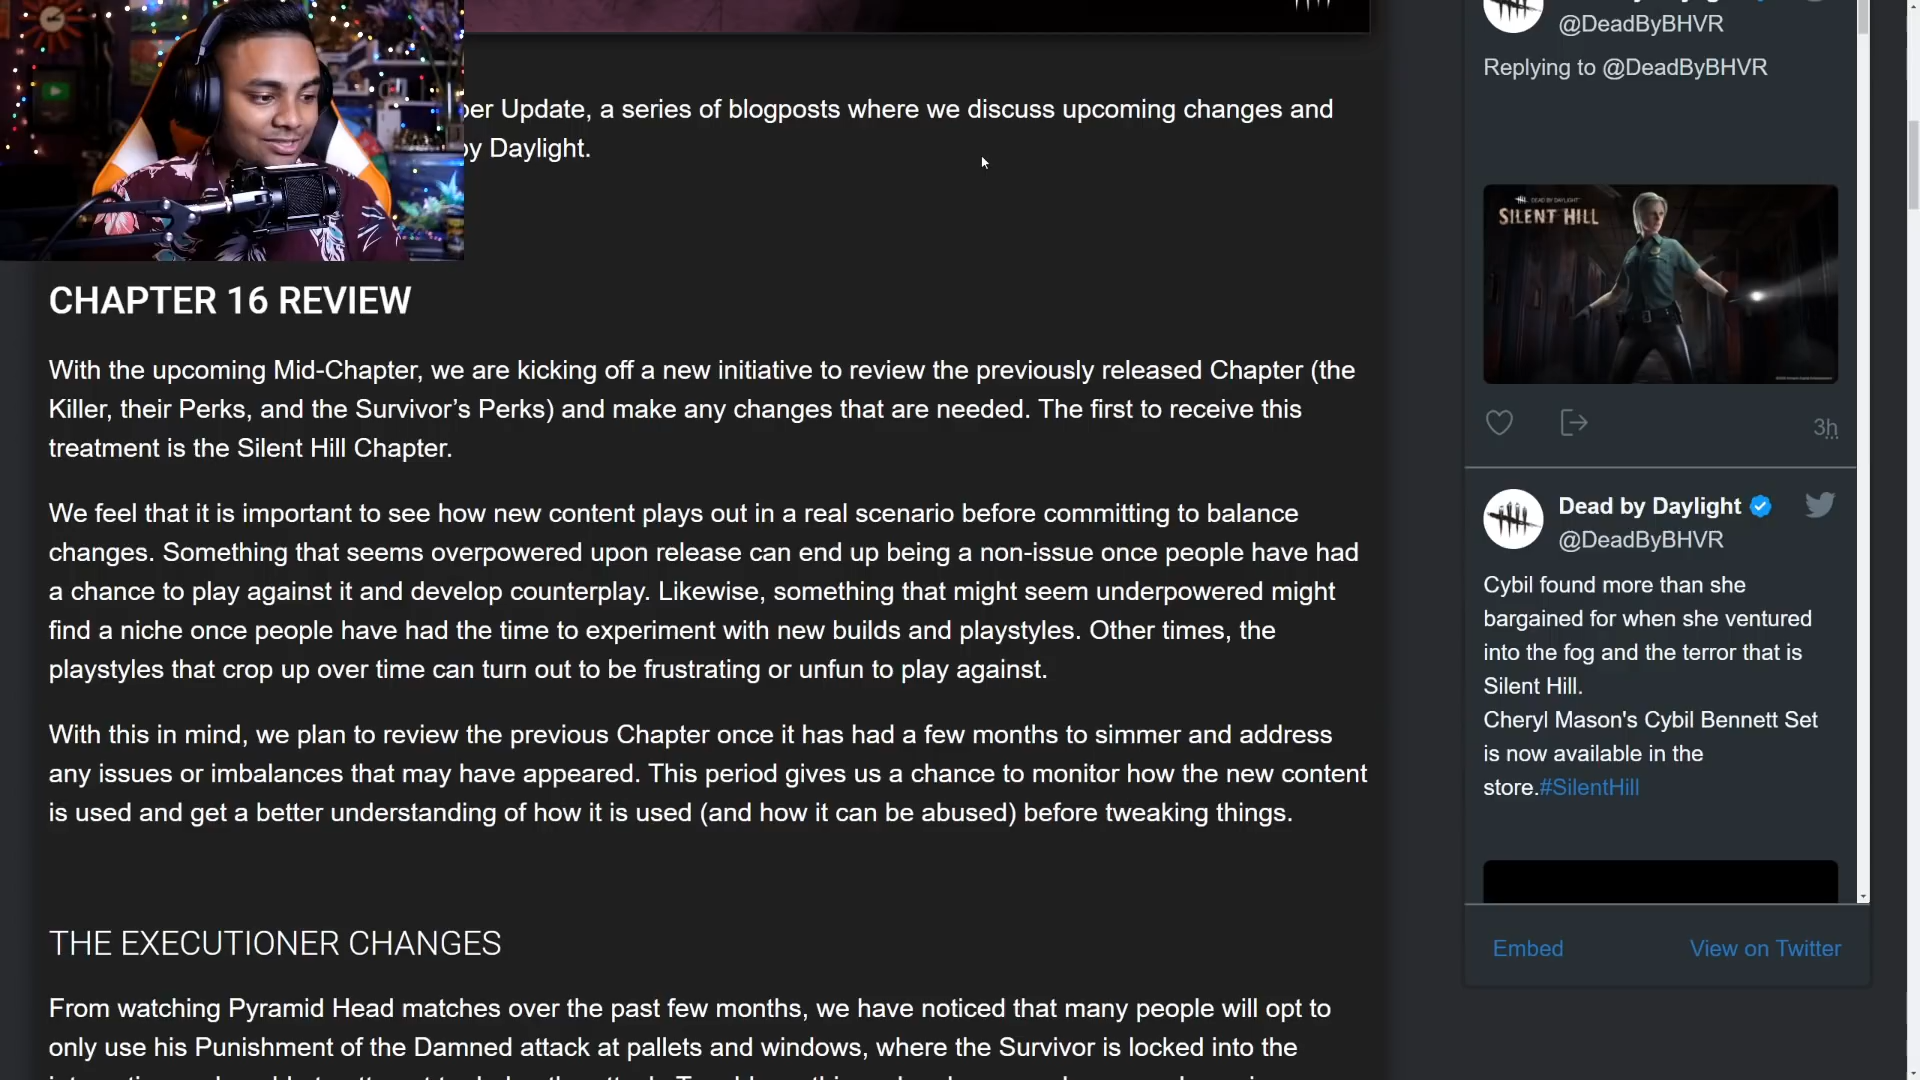 per Update, a series of blogposts where we discuss upcoming changes and
by Daylight.
CHAPTER 16 REVIEW
With the upcoming Mid-Chapter, we are kicking off a new initiative to review the previously released Chapter (the
Killer, their Perks, and the Survivor’s Perks) and make any changes that are needed. The first to receive this
treatment is the Silent Hill Chapter.
We feel that it is important to see how new content plays out in a real scenario before committing to balance
changes. Something that seems overpowered upon release can end up being a non-issue once people have had
a chance to play against it and develop counterplay. Likewise, something that might seem underpowered might
find a niche once people have had the time to experiment with new builds and playstyles. Other times, the
playstyles that crop up over time can turn out to be frustrating or unfun to play against.
With this in mind, we plan to review the previous Chapter once it has had a few months to simmer and address
any issues or imbalances that may have appeared. This period gives us a chance to monitor how the new content
is used and get a better understanding of how it is used (and how it can be abused) before tweaking things.
THE EXECUTIONER CHANGES
From watching Pyramid Head matches over the past few months, we have noticed that many people will opt to
only use his Punishment of the Damned attack at pallets and windows, where the Survivor is locked into the
@DeadByBHVR
Replying to @DeadByBHVR
DEAD BY DAYLIGHT
SILENT HILL
3h
Dead by Daylight
@DeadByBHVR
Cybil found more than she
bargained for when she ventured
into the fog and the terror that is
Silent Hill.
Cheryl Mason's Cybil Bennett Set
is now available in the
store.#SilentHill
Embed
View on Twitter